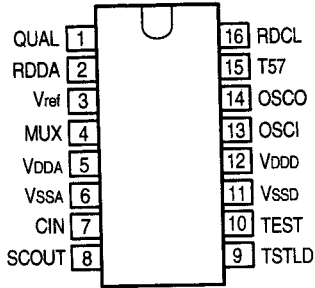 QUAL 1 16 RDCL
RDDA 2 15 T57
Vref 3 14 OSCO
MUX 4 13 OSCI
VDDA 5 12 VDDD
VSSA 6 11 VSSD
CIN 7 10 TEST
SCOUT 8 9 TSTLD